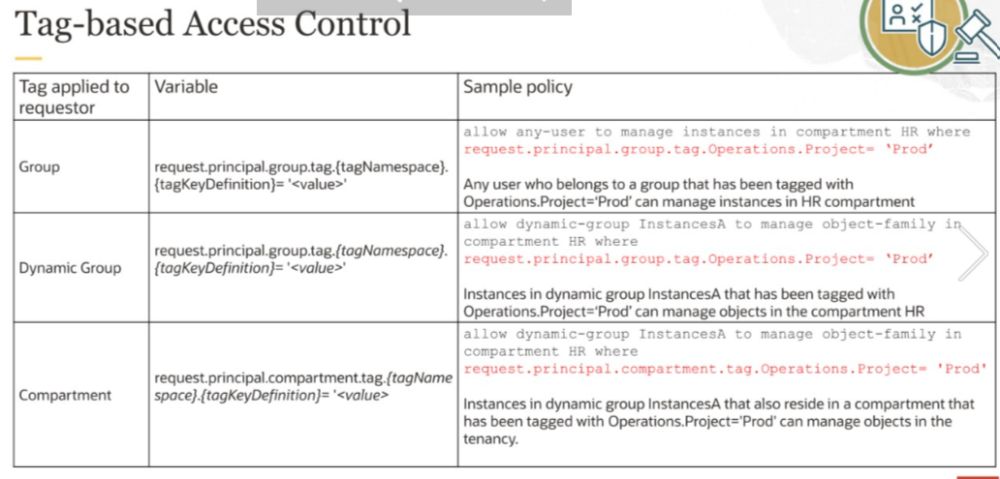 Tag-based Access Control
Tag applied to
requestor
Variable
Sample policy
Group
request.principal.group.tag.{tagNamespace}.
{tagKeyDefinition}= '<value>'
allow any-user to manage instances in compartment HR where
request.principal.group.tag.Operations.Project= ‘Prod’
Any user who belongs to a group that has been tagged with
Operations.Project=‘Prod’ can manage instances in HR compartment
Dynamic Group
request.principal.group.tag.{tagNamespace}.
{tagKeyDefinition}= '<value>'
allow dynamic-group InstancesA to manage object-family in
compartment HR where
request.principal.group.tag.Operations.Project= ‘Prod’
Instances in dynamic group InstancesA that has been tagged with
Operations.Project=‘Prod’ can manage objects in the compartment HR
Compartment
request.principal.compartment.tag.{tagName
space}.{tagKeyDefinition}= '<value>
allow dynamic-group InstancesA to manage object-family in
compartment HR where
request.principal.compartment.tag.Operations.Project= 'Prod'
Instances in dynamic group InstancesA that also reside in a compartment that
has been tagged with Operations.Project='Prod' can manage objects in the
tenancy.